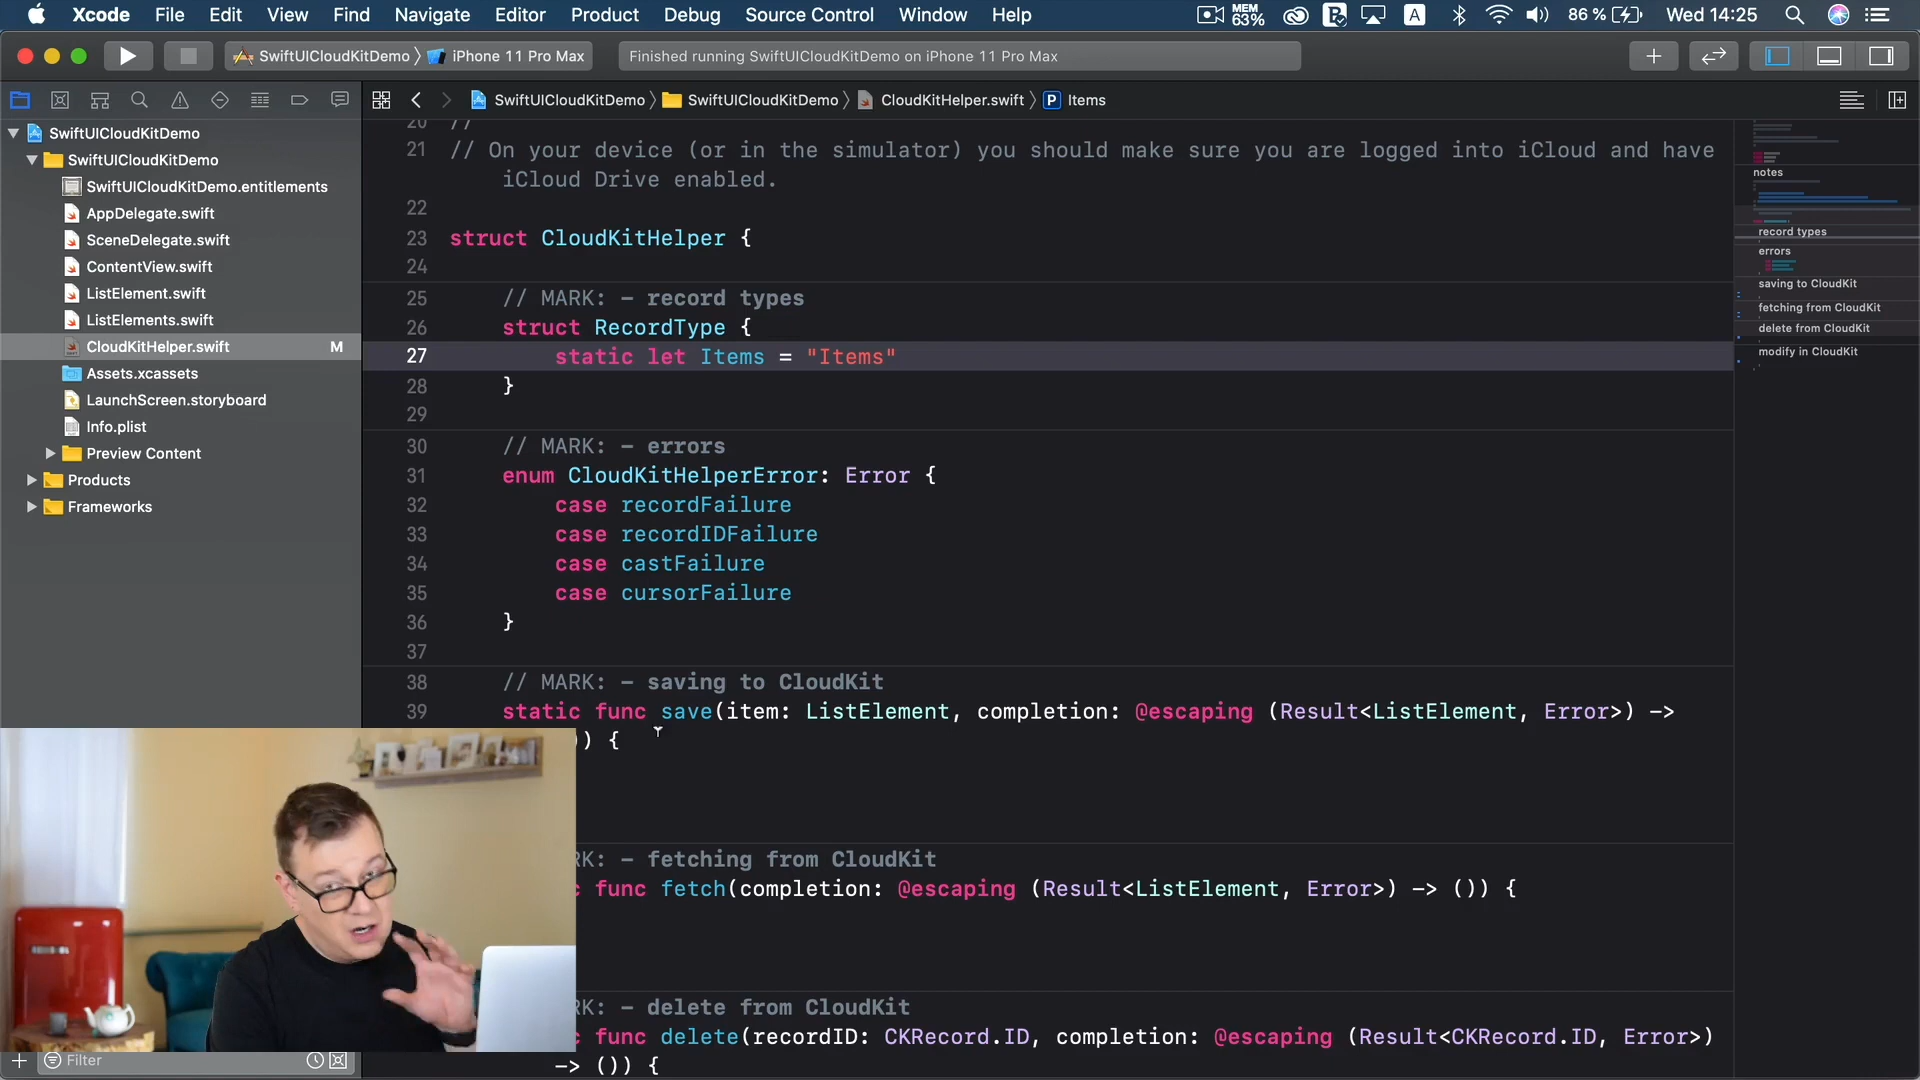 Xcode File Edit View Find Navigate Editor Product Debug Source Control Window Help MEM 63% A 86 % Wed 14:25
SwiftUICloudKitDemo iPhone 11 Pro Max Finished running SwiftUICloudKitDemo on iPhone 11 Pro Max
SwiftUICloudKitDemo SwiftUICloudKitDemo CloudKitHelper.swift P Items
SwiftUICloudKitDemo
SwiftUICloudKitDemo
SwiftUICloudKitDemo.entitlements
AppDelegate.swift
SceneDelegate.swift
ContentView.swift
ListElement.swift
ListElements.swift
CloudKitHelper.swift M
Assets.xcassets
LaunchScreen.storyboard
Info.plist
Preview Content
Products
Frameworks
Filter
20 //
21 // On your device (or in the simulator) you should make sure you are logged into iCloud and have
iCloud Drive enabled.
22
23 struct CloudKitHelper {
24
25 // MARK: - record types
26 struct RecordType {
27 static let Items = "Items"
28 }
29
30 // MARK: - errors
31 enum CloudKitHelperError: Error {
32 case recordFailure
33 case recordIDFailure
34 case castFailure
35 case cursorFailure
36 }
37
38 // MARK: - saving to CloudKit
39 static func save(item: ListElement, completion: @escaping (Result<ListElement, Error>) ->
)) {
RK: - fetching from CloudKit
c func fetch(completion: @escaping (Result<ListElement, Error>) -> ()) {
RK: - delete from CloudKit
c func delete(recordID: CKRecord.ID, completion: @escaping (Result<CKRecord.ID, Error>)
-> ()) {
notes
record types
errors
saving to CloudKit
fetching from CloudKit
delete from CloudKit
modify in CloudKit